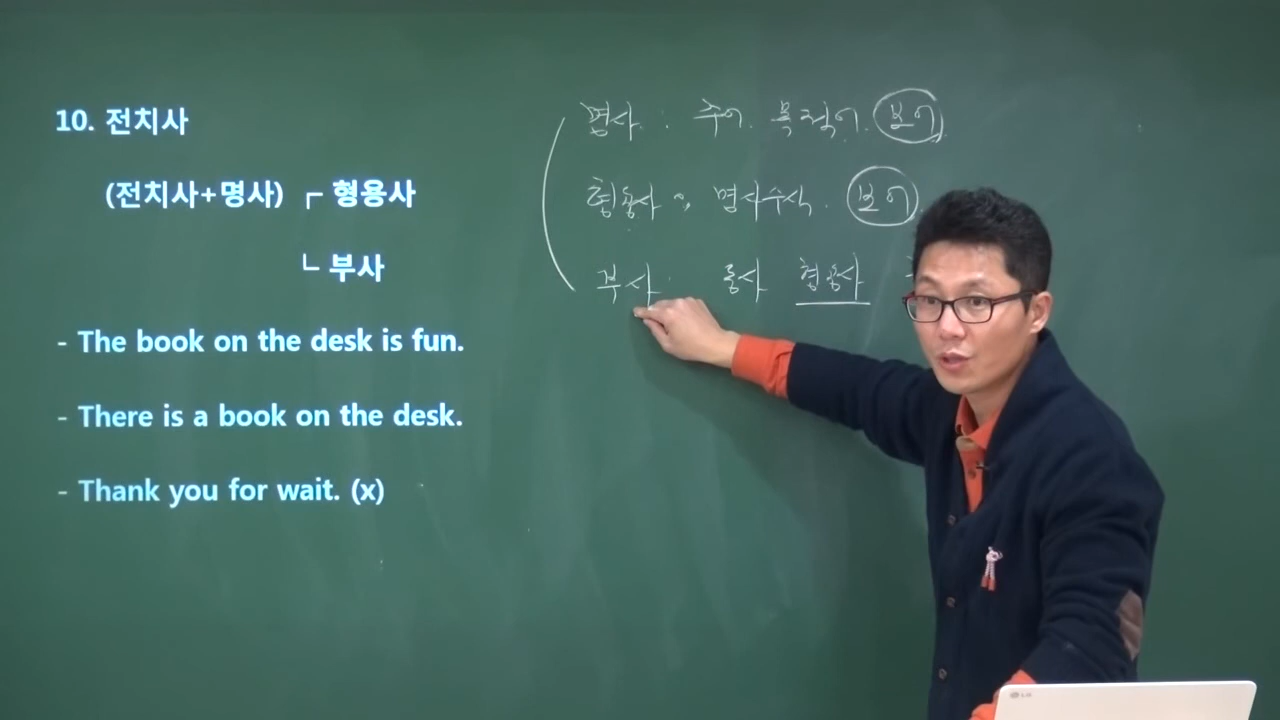 10. 전치사
(전치사+명사) ┌ 형용사
└ 부사
- The book on the desk is fun.
- There is a book on the desk.
- Thank you for wait. (x)
명사 : 주어. 목적어. 보어
형용사 : 명사수식. 보어
부사 : 동사 형용사
LG